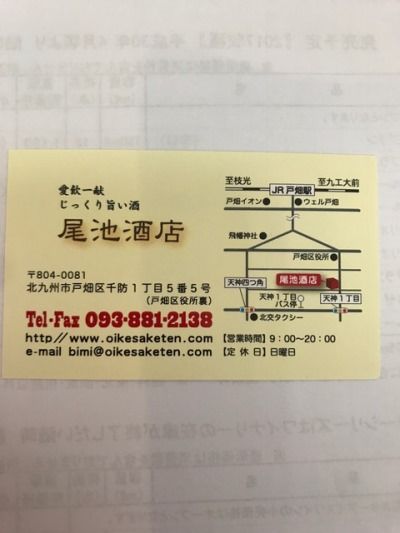 愛飲一献
じっくり旨い酒
尾池酒店
〒804-0081
北九州市戸畑区千防1丁目5番5号
(戸畑区役所裏)
Tel-Fax 093-881-2138
http//www.oikesaketen.com
e-mail bimi@oikesaketen.com
至枝光
至九工大前
JR戸畑駅
戸畑イオン
ウェル戸畑
飛幡神社
戸畑区役所
尾池酒店
天神四つ角
天神1丁目
バス停
天神1丁目
北交タクシー
【営業時間】9:00~20:00
【定休日】日曜日